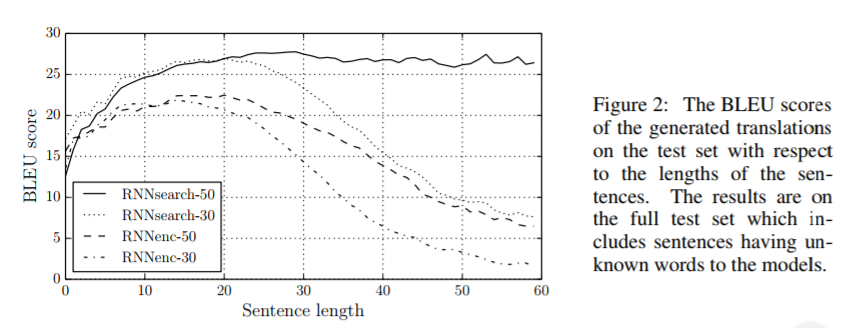 30
25
20
15
10
5
0
BLEU score
RNNsearch-50
RNNsearch-30
RNNenc-50
RNNenc-30
0 10 20 30 40 50 60
Sentence length
Figure 2: The BLEU scores
of the generated translations
on the test set with respect
to the lengths of the sen-
tences. The results are on
the full test set which in-
cludes sentences having un-
known words to the models.